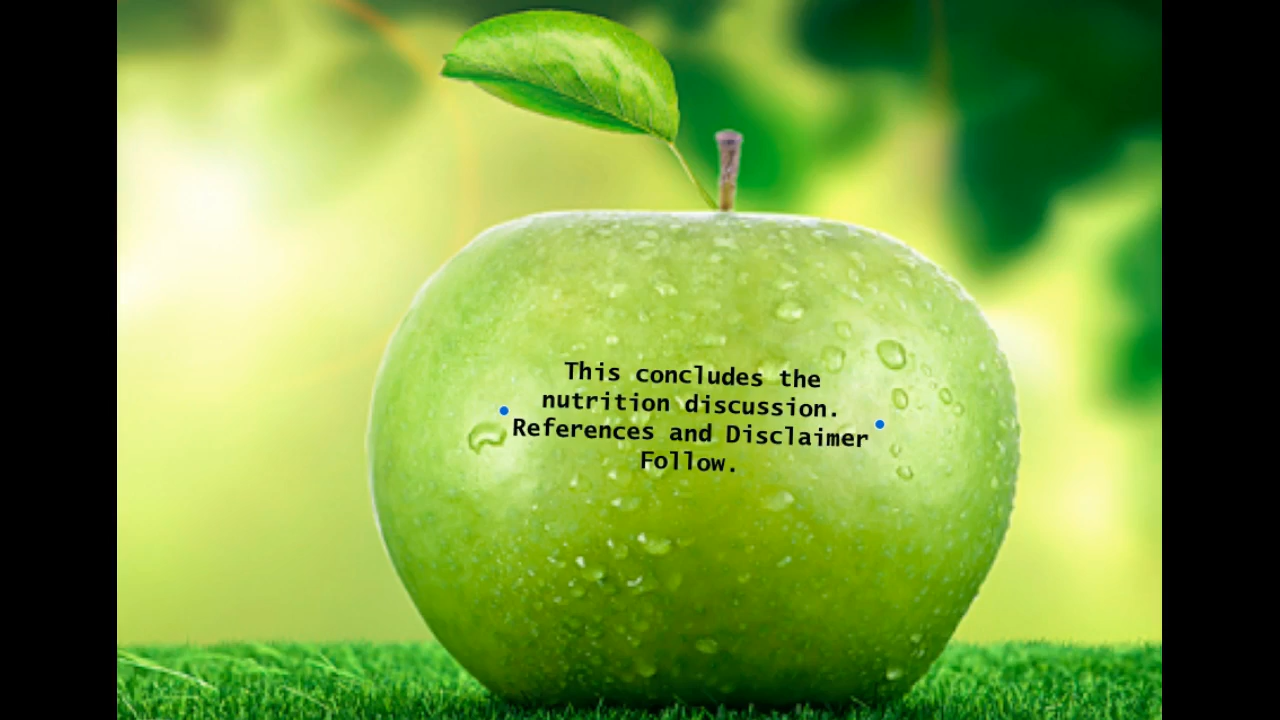 This concludes the
nutrition discussion.
References and Disclaimer
Follow.